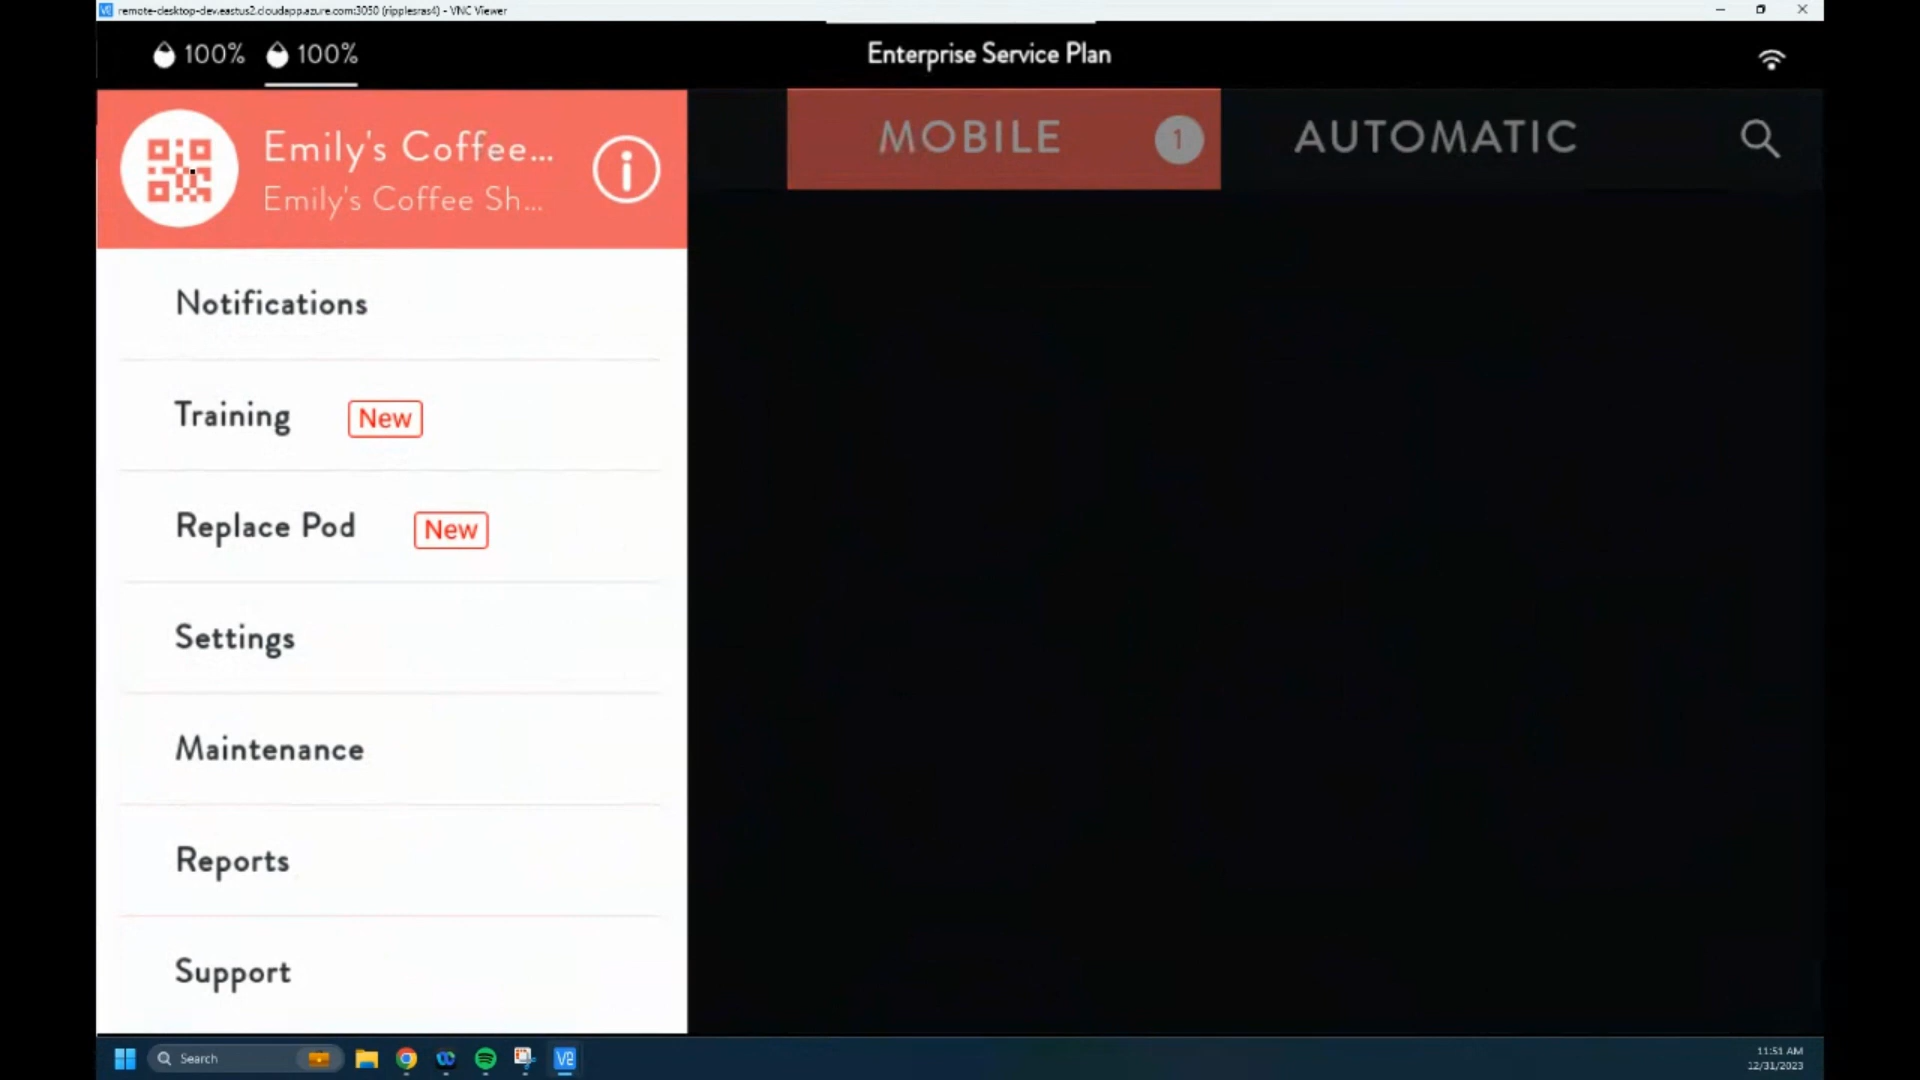 remote-desktop-dev.eastus2.cloudapp.azure.com:3050 (ripplesras4) - VNC Viewer
100% 100%
Enterprise Service Plan
Emily's Coffee...
Emily's Coffee Sh...
MOBILE 1
AUTOMATIC
Notifications
Training New
Replace Pod New
Settings
Maintenance
Reports
Support
Search
11:51 AM
12/31/2023